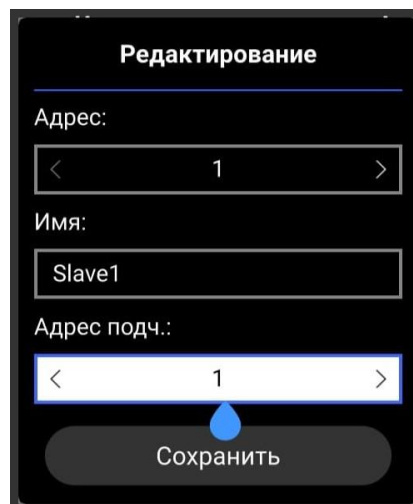 Редактирование
Адрес:
< 1 >
Имя:
Slave1
Адрес подч.:
< 1 >
Сохранить